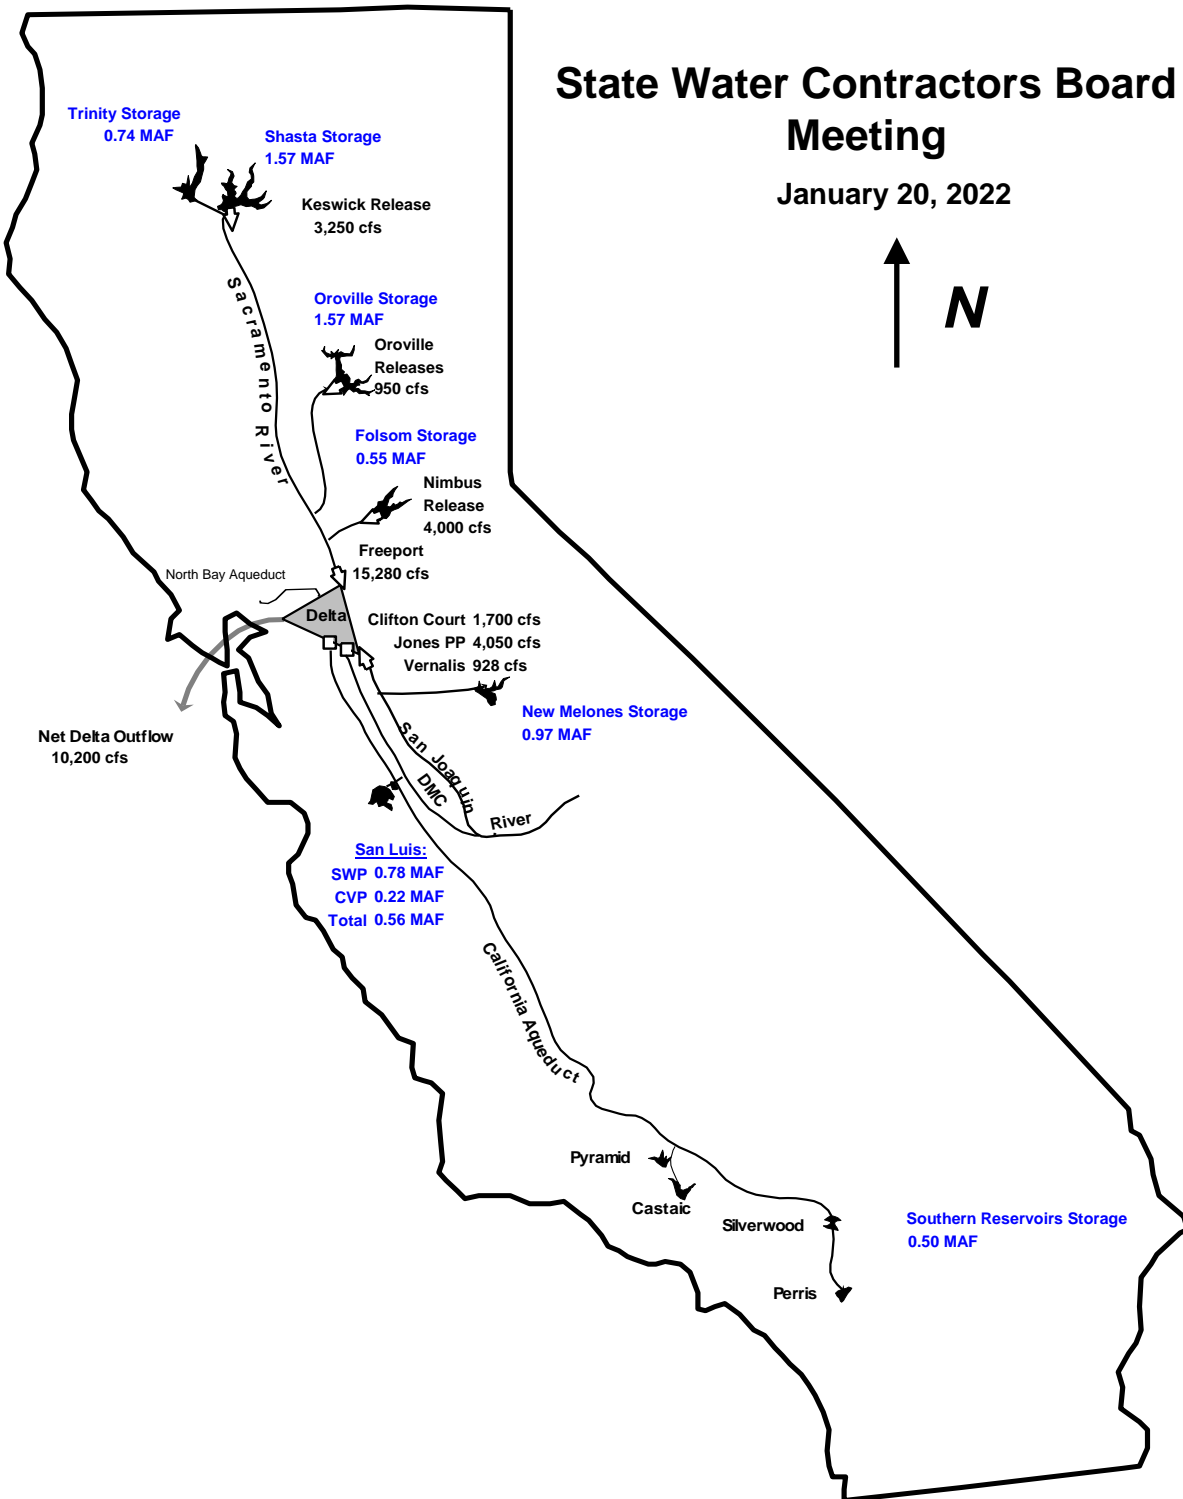 State Water Contractors Board
Meeting
January 20, 2022
N
Trinity Storage
0.74 MAF
Shasta Storage
1.57 MAF
Keswick Release
3,250 cfs
Sacramento River
Oroville Storage
1.57 MAF
Oroville
Releases
950 cfs
Folsom Storage
0.55 MAF
Nimbus
Release
4,000 cfs
Freeport
15,280 cfs
North Bay Aqueduct
Delta
Clifton Court 1,700 cfs
Jones PP 4,050 cfs
Vernalis 928 cfs
New Melones Storage
0.97 MAF
Net Delta Outflow
10,200 cfs
San Joaquin
River
DMC
San Luis:
SWP 0.78 MAF
CVP 0.22 MAF
Total 0.56 MAF
California Aqueduct
Pyramid
Castaic
Silverwood
Perris
Southern Reservoirs Storage
0.50 MAF